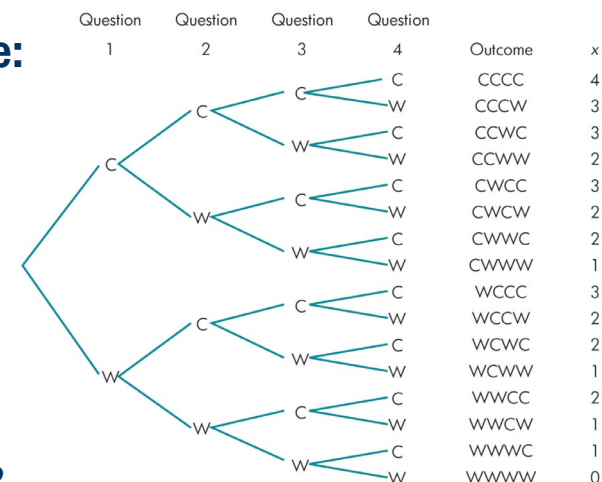 Question Question Question Question
e: 1 2 3 4 Outcome x
C CCCC 4
C
W CCCW 3
C
C CCWC 3
W
W CCWW 2
C
C CWCC 3
C
W CWCW 2
W
C CWWC 2
W
W CWWW 1
C WCCC 3
C
W WCCW 2
C
C WCWC 2
W
W WCWW 1
W
C WWCC 2
C
W WWCW 1
W
C WWWC 1
W
W WWWW 0